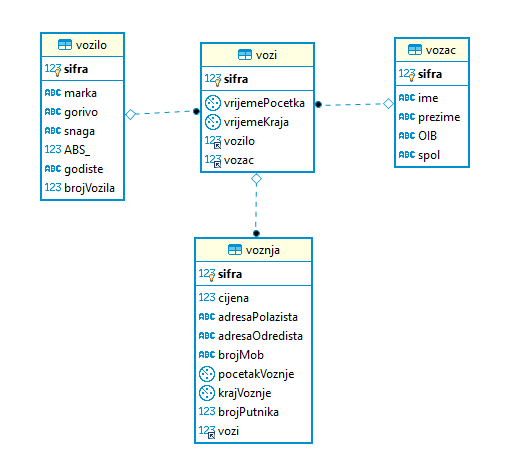 vozilo
123 sifra
ABC marka
ABC gorivo
ABC snaga
123 ABS_
ABC godiste
123 brojVozila
vozi
123 sifra
vrijemePocetka
vrijemeKraja
123 vozilo
123 vozac
vozac
123 sifra
ABC ime
ABC prezime
ABC OIB
ABC spol
voznja
123 sifra
123 cijena
ABC adresaPolazista
ABC adresaOdredista
ABC brojMob
pocetakVoznje
krajVoznje
123 brojPutnika
123 vozi